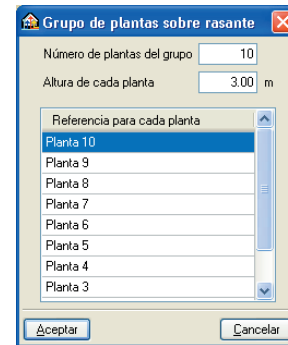 Grupo de plantas sobre rasante
Número de plantas del grupo 10
Altura de cada planta 3.00 m
Referencia para cada planta
Planta 10
Planta 9
Planta 8
Planta 7
Planta 6
Planta 5
Planta 4
Planta 3
Aceptar Cancelar